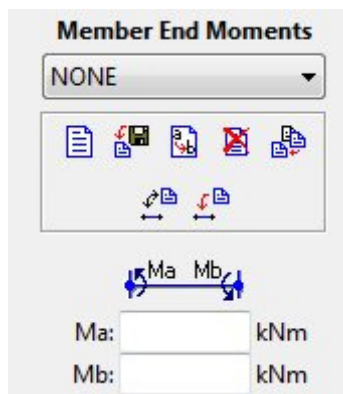 Member End Moments
NONE
a
b
Ma Mb
Ma: kNm
Mb: kNm